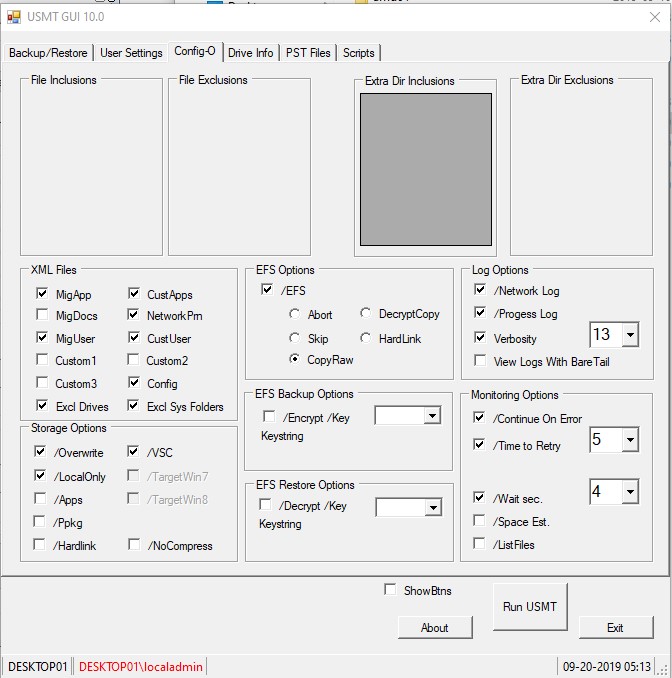 USMT GUI 10.0
Backup/Restore User Settings Config-O Drive Info PST Files Scripts
File Inclusions
File Exclusions
Extra Dir Inclusions
Extra Dir Exclusions
XML Files
MigApp
CustApps
MigDocs
NetworkPrn
MigUser
CustUser
Custom1
Custom2
Custom3
Config
Excl Drives
Excl Sys Folders
EFS Options
/EFS
Abort
DecryptCopy
Skip
HardLink
CopyRaw
Log Options
/Network Log
/Progess Log
Verbosity
13
View Logs With BareTail
Storage Options
/Overwrite
/VSC
/LocalOnly
/TargetWin7
/Apps
/TargetWin8
/Ppkg
/Hardlink
/NoCompress
EFS Backup Options
/Encrypt /Key
Keystring
EFS Restore Options
/Decrypt /Key
Keystring
Monitoring Options
/Continue On Error
/Time to Retry
5
/Wait sec.
4
/Space Est.
/ListFiles
ShowBtns
Run USMT
About
Exit
DESKTOP01
DESKTOP01\localadmin
09-20-2019 05:13